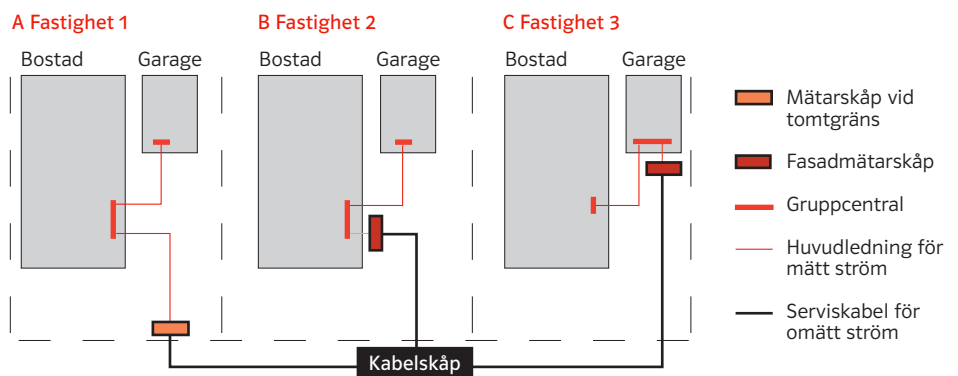 A Fastighet 1
Bostad
Garage
B Fastighet 2
Bostad
Garage
C Fastighet 3
Bostad
Garage
Mätarskåp vid
tomtgräns
Fasadmätarskåp
Gruppcentral
Huvudledning för
mätt ström
Serviskabel för
omätt ström
Kabelskåp